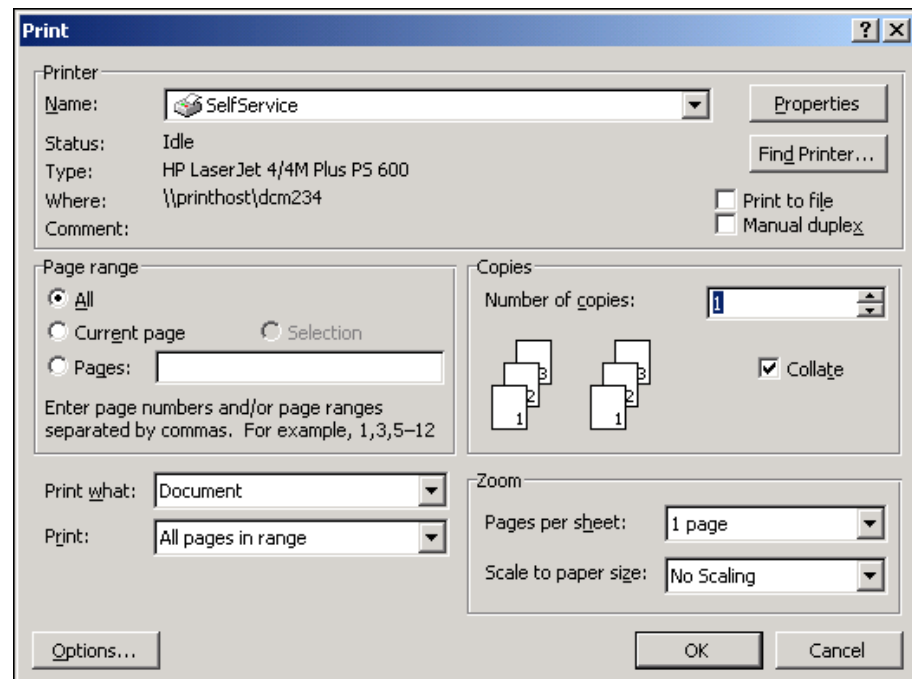 Print
Printer
Name: SelfService Properties
Status: Idle
Type: HP LaserJet 4/4M Plus PS 600 Find Printer...
Where: \\printhost\dcm234 Print to file
Comment: Manual duplex
Page range
All
Current page Selection
Pages:
Enter page numbers and/or page ranges
separated by commas. For example, 1,3,5–12
Copies
Number of copies: 1
3 3
2 2
1 1
Collate
Print what: Document
Print: All pages in range
Zoom
Pages per sheet: 1 page
Scale to paper size: No Scaling
Options... OK Cancel